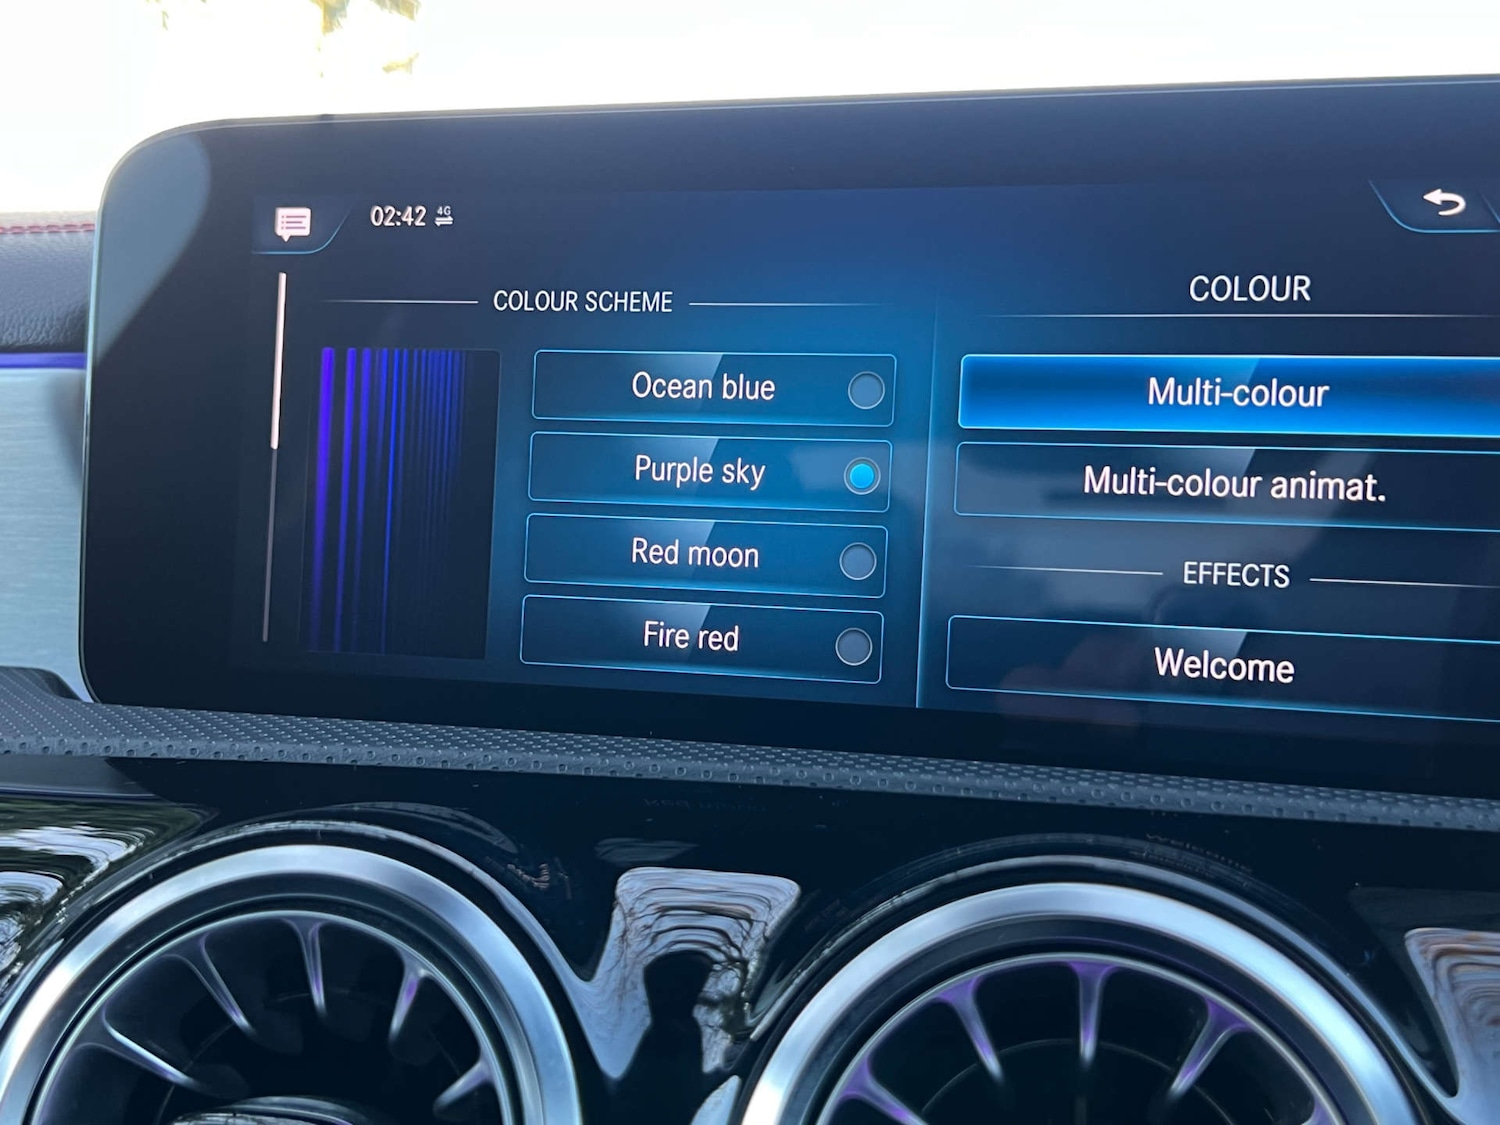 02:42 4G
COLOUR SCHEME
Ocean blue
Purple sky
Red moon
Fire red
COLOUR
Multi-colour
Multi-colour animat.
EFFECTS
Welcome